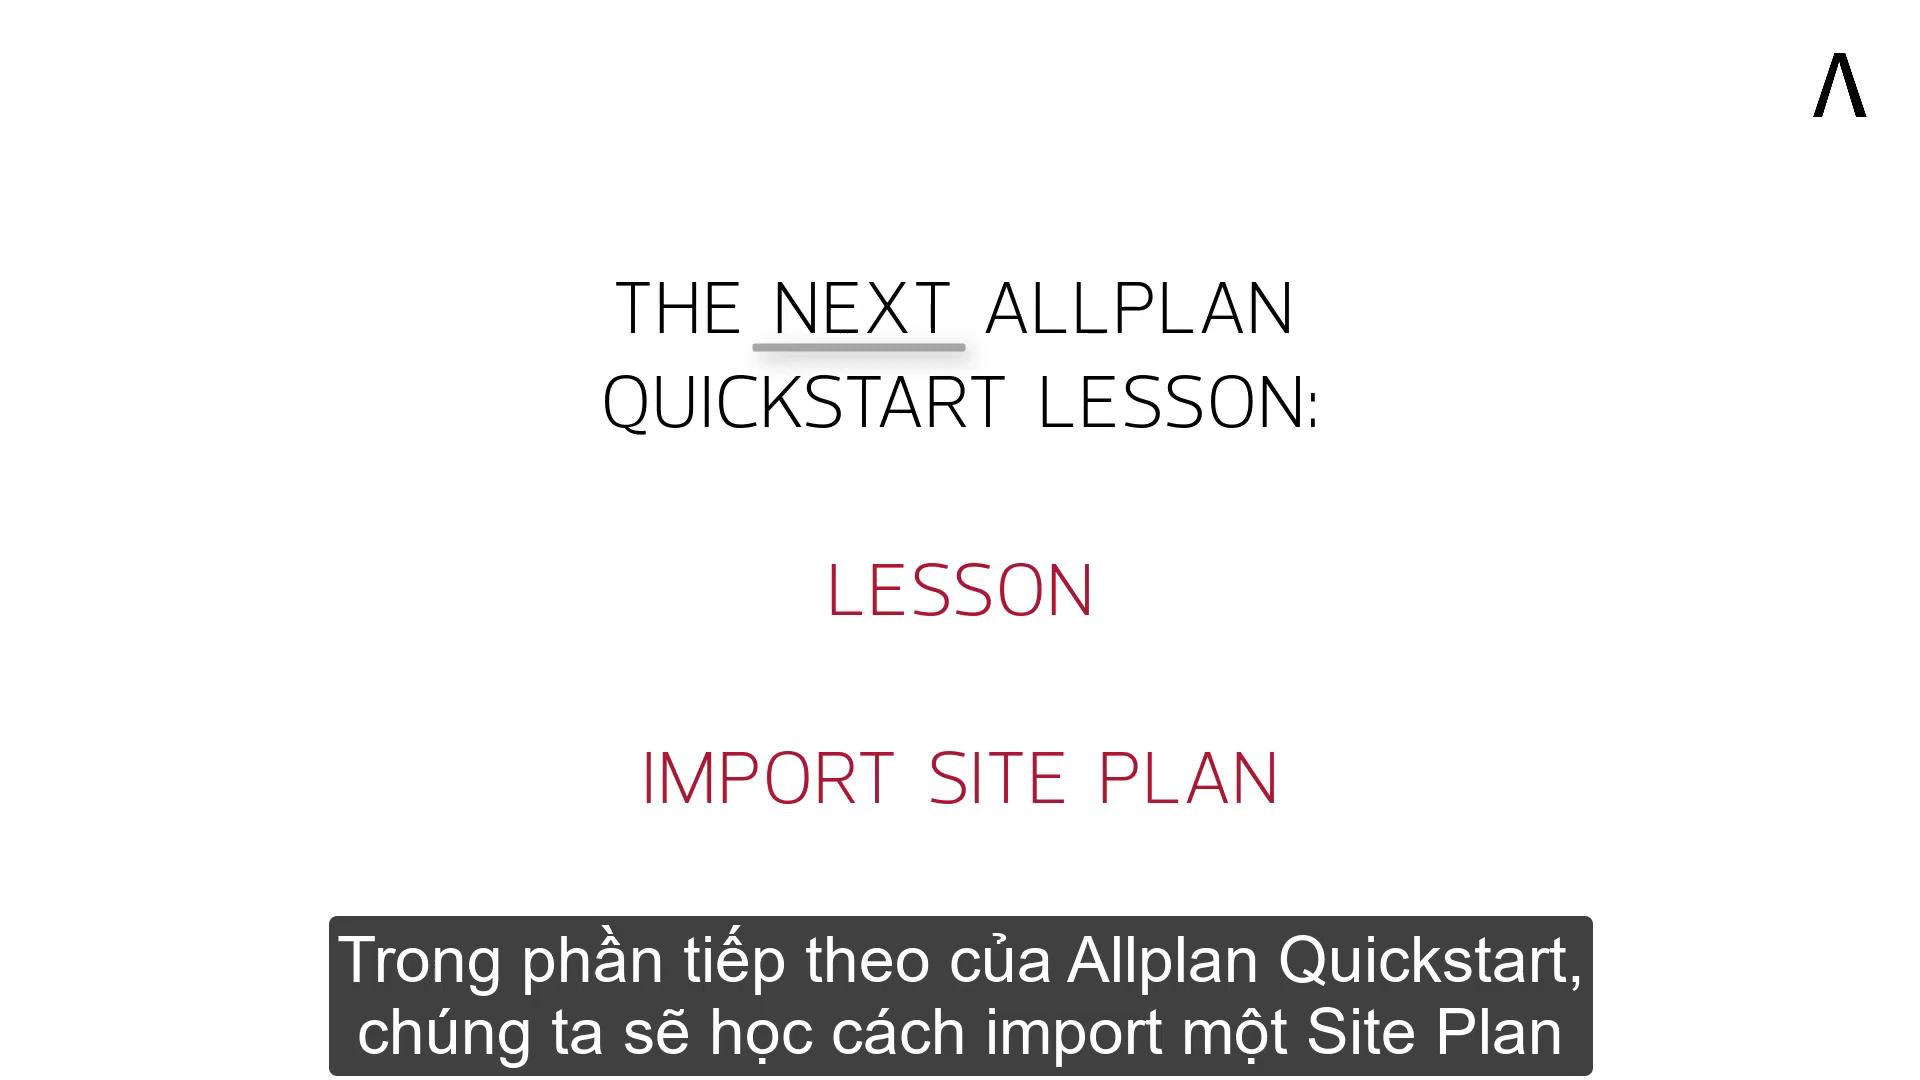 THE NEXT ALLPLAN
QUICKSTART LESSON:
LESSON
IMPORT SITE PLAN
Trong phần tiếp theo của Allplan Quickstart,
chúng ta sẽ học cách import một Site Plan